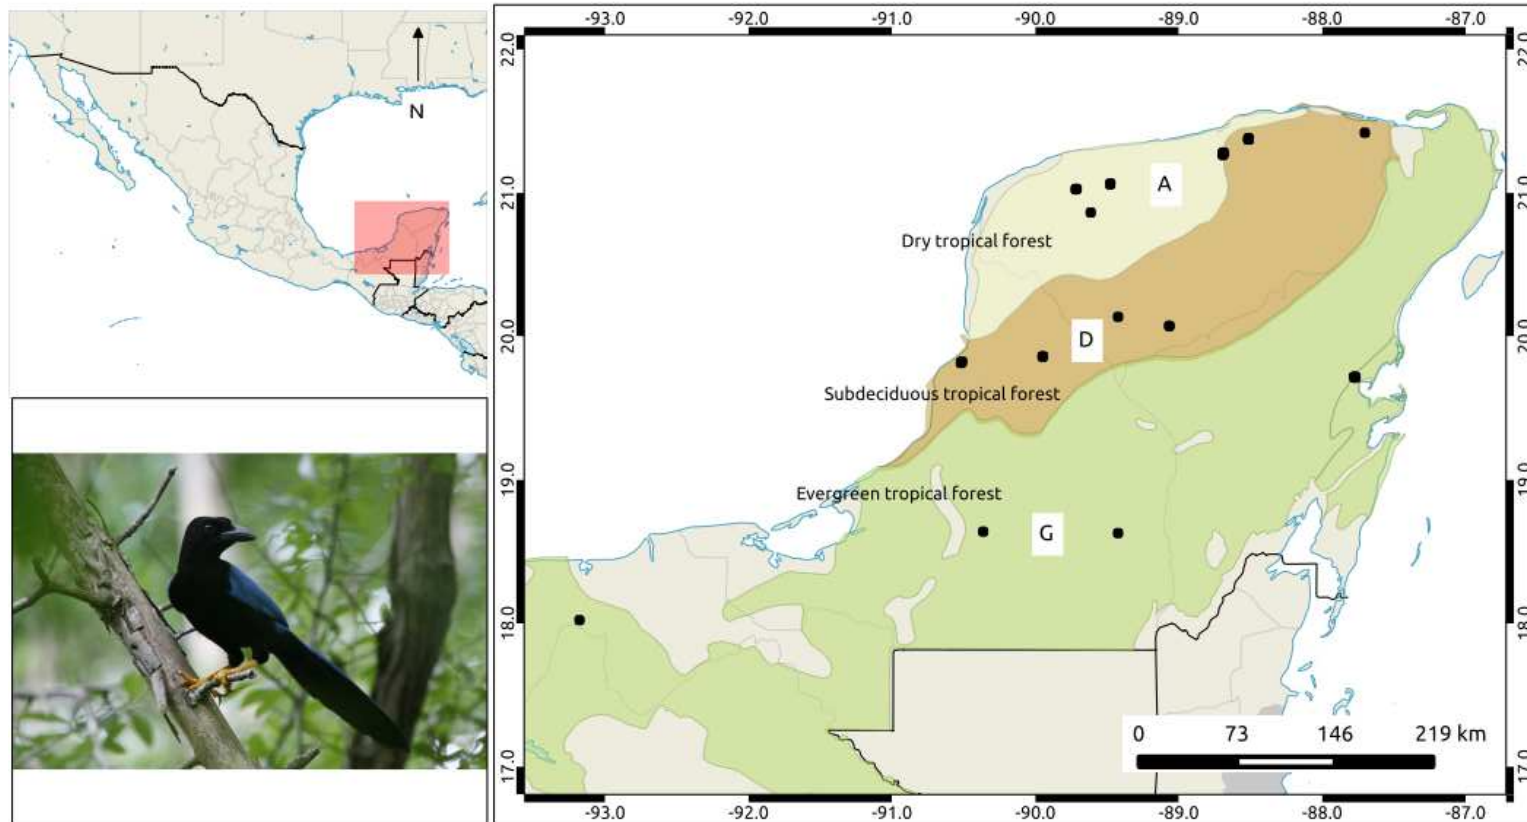 N
-93.0 -92.0 -91.0 -90.0 -89.0 -88.0 -87.0
22.0 22.0
21.0 21.0
20.0 20.0
19.0 19.0
18.0 18.0
17.0 17.0
A
Dry tropical forest
D
Subdeciduous tropical forest
Evergreen tropical forest
G
0 73 146 219 km
-93.0 -92.0 -91.0 -90.0 -89.0 -88.0 -87.0